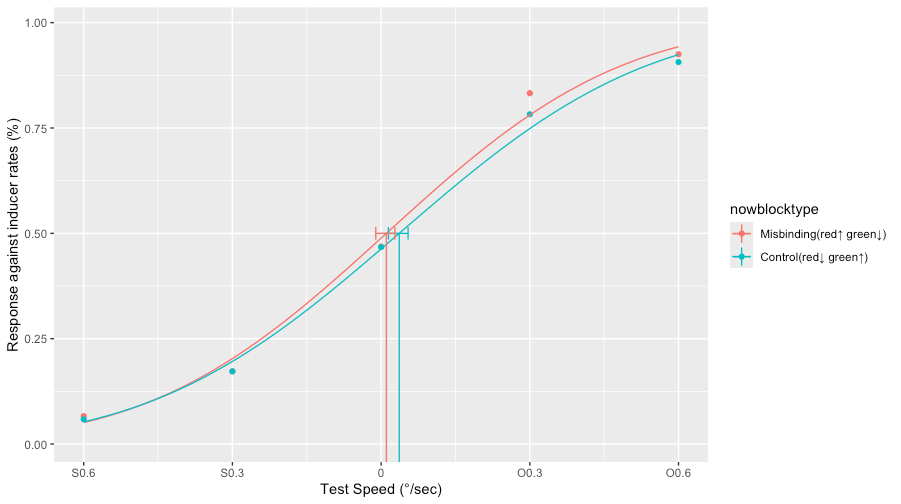 1.00
0.75
0.50
0.25
0.00
Response against inducer rates (%)
S0.6 S0.3 0 O0.3 O0.6
Test Speed (°/sec)
nowblocktype
Misbinding(red↑ green↓)
Control(red↓ green↑)